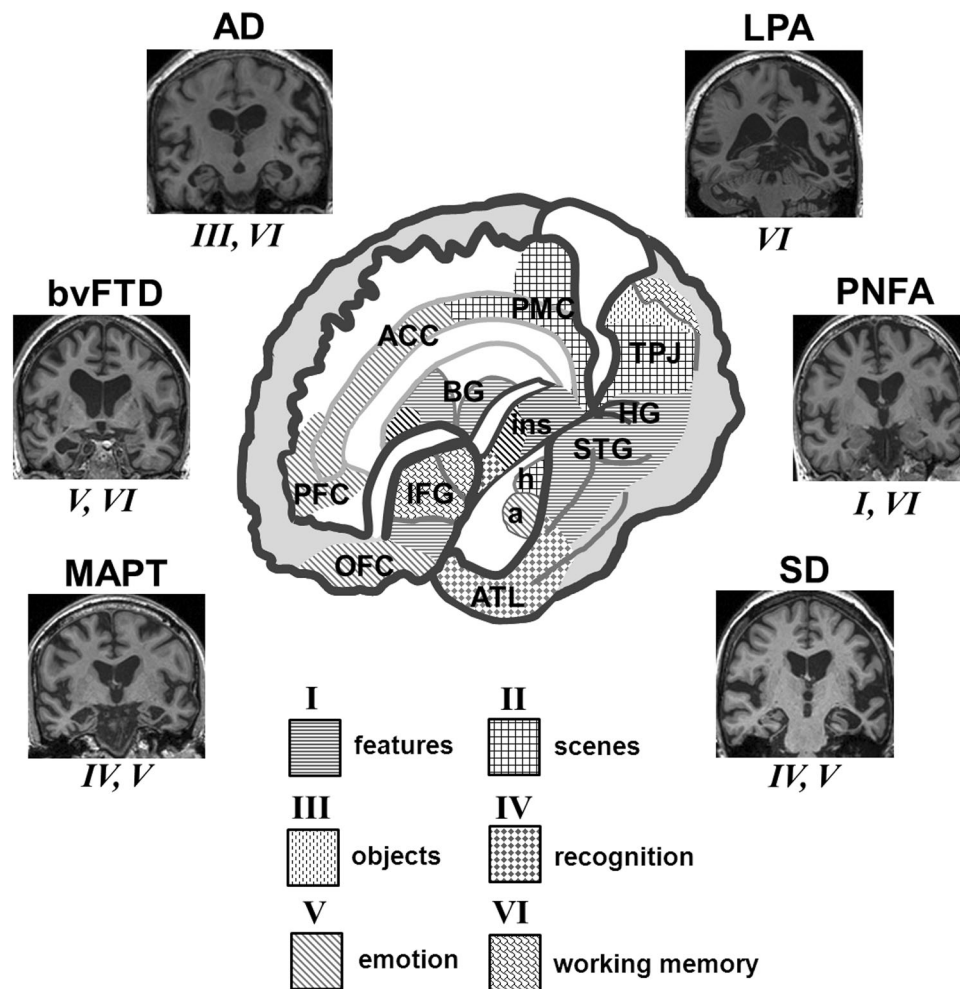 AD
LPA
III, VI
VI
bvFTD
PNFA
ACC
PMC
TPJ
BG
ins
HG
STG
h
PFC
IFG
a
V, VI
I, VI
OFC
MAPT
SD
ATL
IV, V
IV, V
I
II
features
scenes
III
IV
objects
recognition
V
VI
emotion
working memory